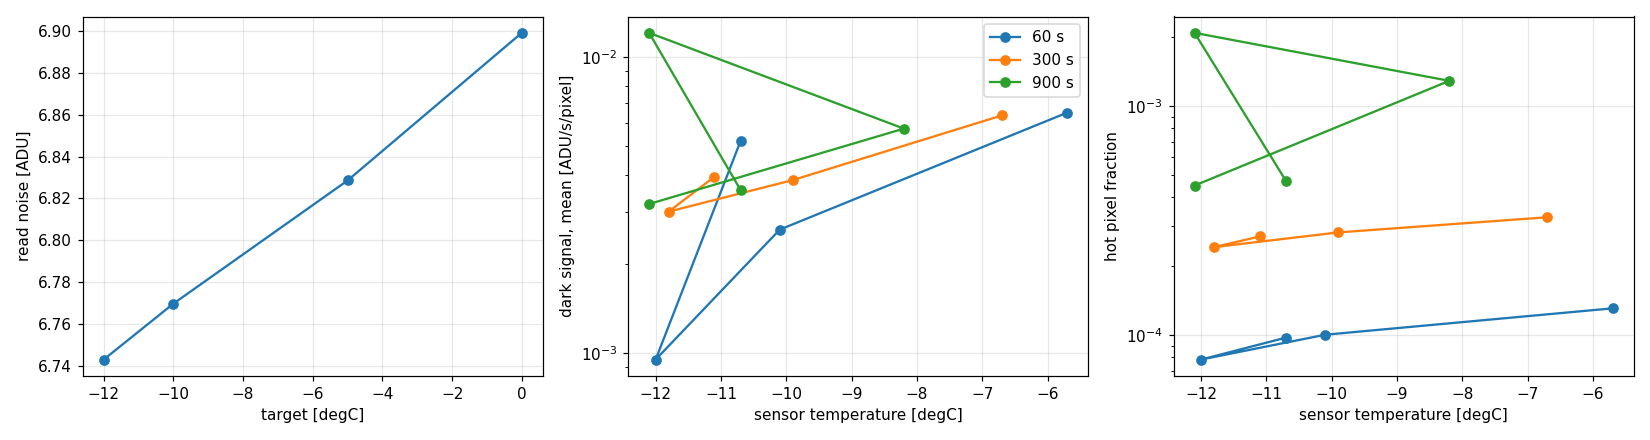 read noise [ADU]
6.90
6.88
6.86
6.84
6.82
6.80
6.78
6.76
6.74
−12 −10 −8 −6 −4 −2 0
target [degC]
dark signal, mean [ADU/s/pixel]
10⁻²
10⁻³
60 s
300 s
900 s
−12 −11 −10 −9 −8 −7 −6
sensor temperature [degC]
hot pixel fraction
10⁻³
10⁻⁴
−12 −11 −10 −9 −8 −7 −6
sensor temperature [degC]